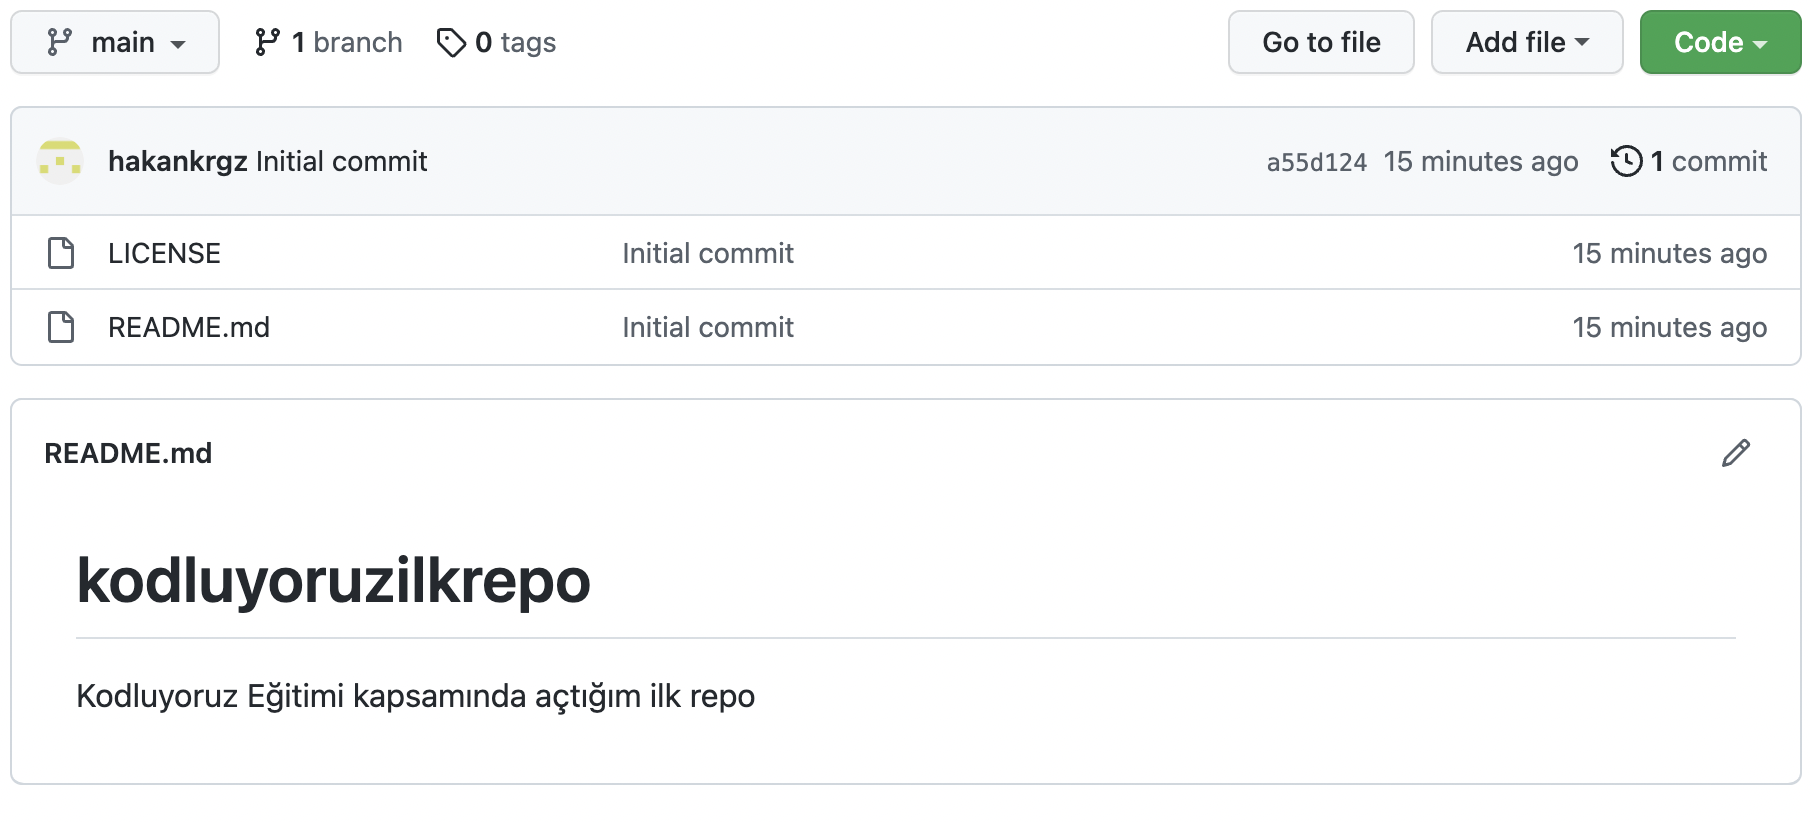 main 1 branch 0 tags Go to file Add file Code
hakankrgz Initial commit a55d124 15 minutes ago 1 commit
LICENSE Initial commit 15 minutes ago
README.md Initial commit 15 minutes ago
README.md
kodluyoruzilkrepo
Kodluyoruz Eğitimi kapsamında açtığım ilk repo